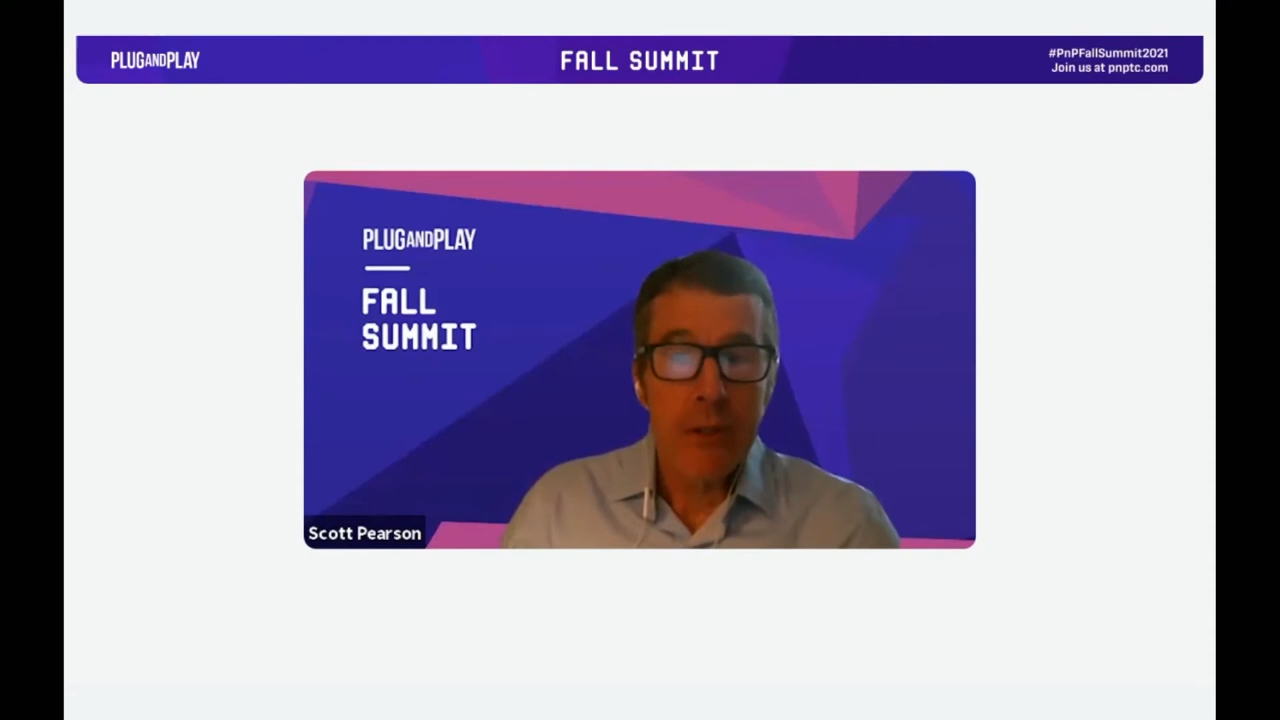 PLUGANDPLAY
FALL SUMMIT
#PnPFallSummit2021
Join us at pnptc.com
PLUGANDPLAY
FALL
SUMMIT
Scott Pearson